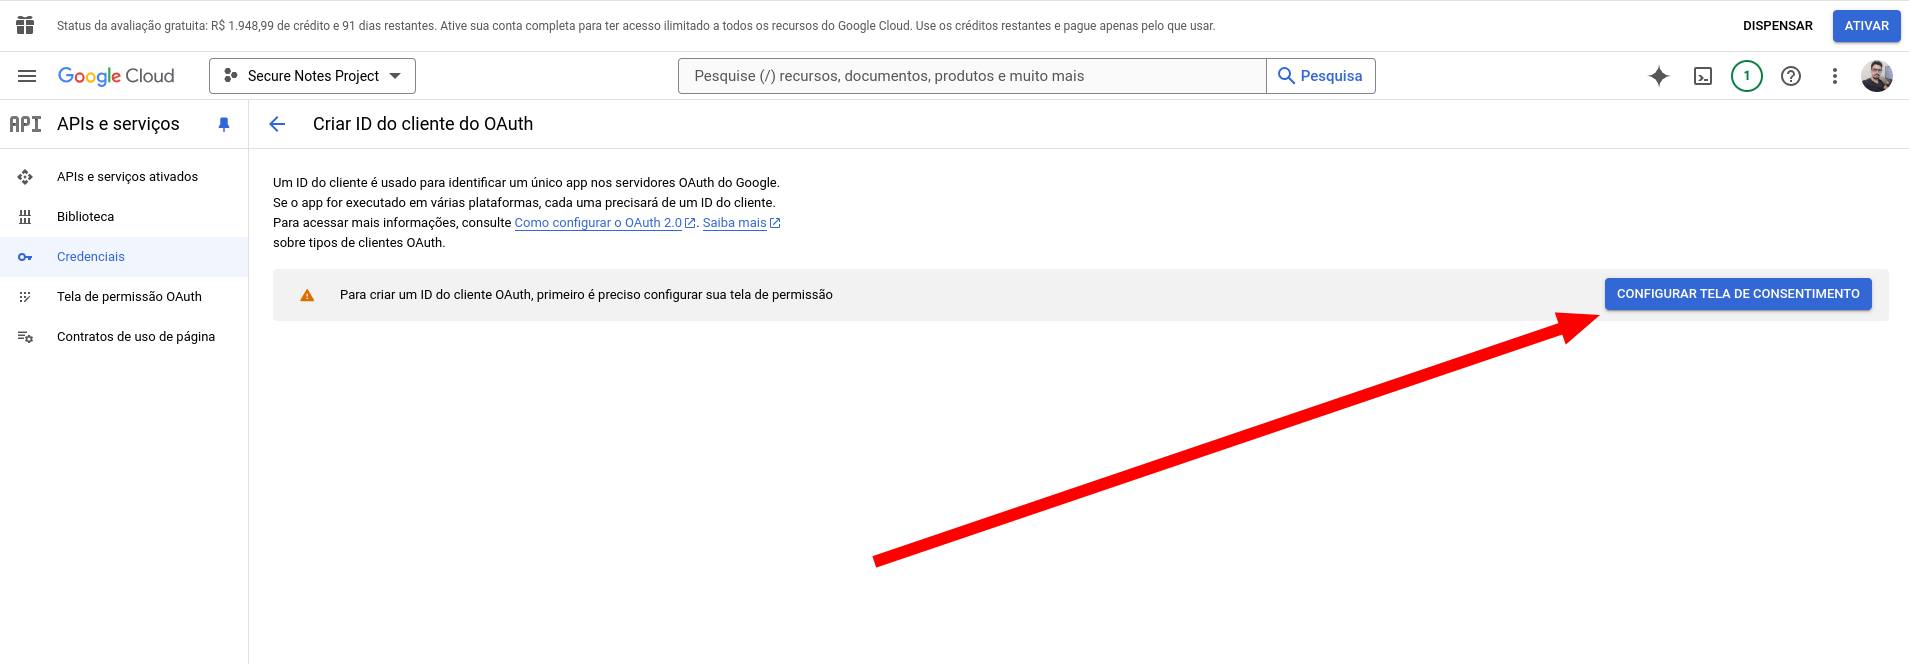 Status da avaliação gratuita: R$ 1.948,99 de crédito e 91 dias restantes. Ative sua conta completa para ter acesso ilimitado a todos os recursos do Google Cloud. Use os créditos restantes e pague apenas pelo que usar.
DISPENSAR
ATIVAR
Google Cloud
Secure Notes Project
Pesquise (/) recursos, documentos, produtos e muito mais
Pesquisa
1
API
APIs e serviços
Criar ID do cliente do OAuth
APIs e serviços ativados
Biblioteca
Credenciais
Tela de permissão OAuth
Contratos de uso de página
Um ID do cliente é usado para identificar um único app nos servidores OAuth do Google.
Se o app for executado em várias plataformas, cada uma precisará de um ID do cliente.
Para acessar mais informações, consulte Como configurar o OAuth 2.0. Saiba mais
sobre tipos de clientes OAuth.
Para criar um ID do cliente OAuth, primeiro é preciso configurar sua tela de permissão
CONFIGURAR TELA DE CONSENTIMENTO